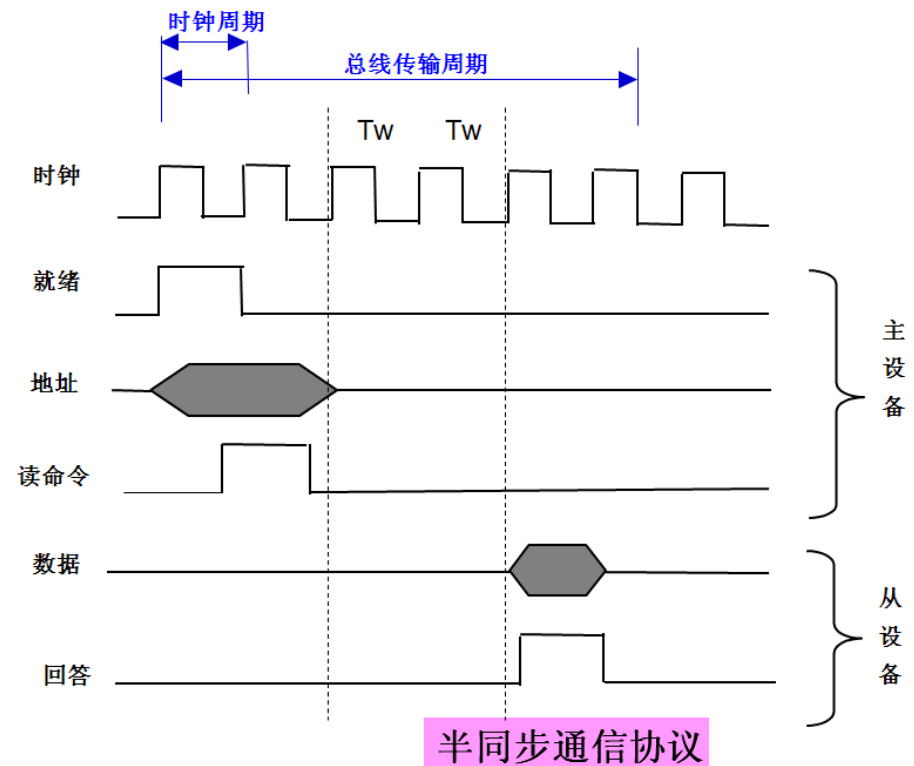 时钟周期
总线传输周期
Tw Tw
时钟
就绪
地址
读命令
主设备
数据
回答
从设备
半同步通信协议